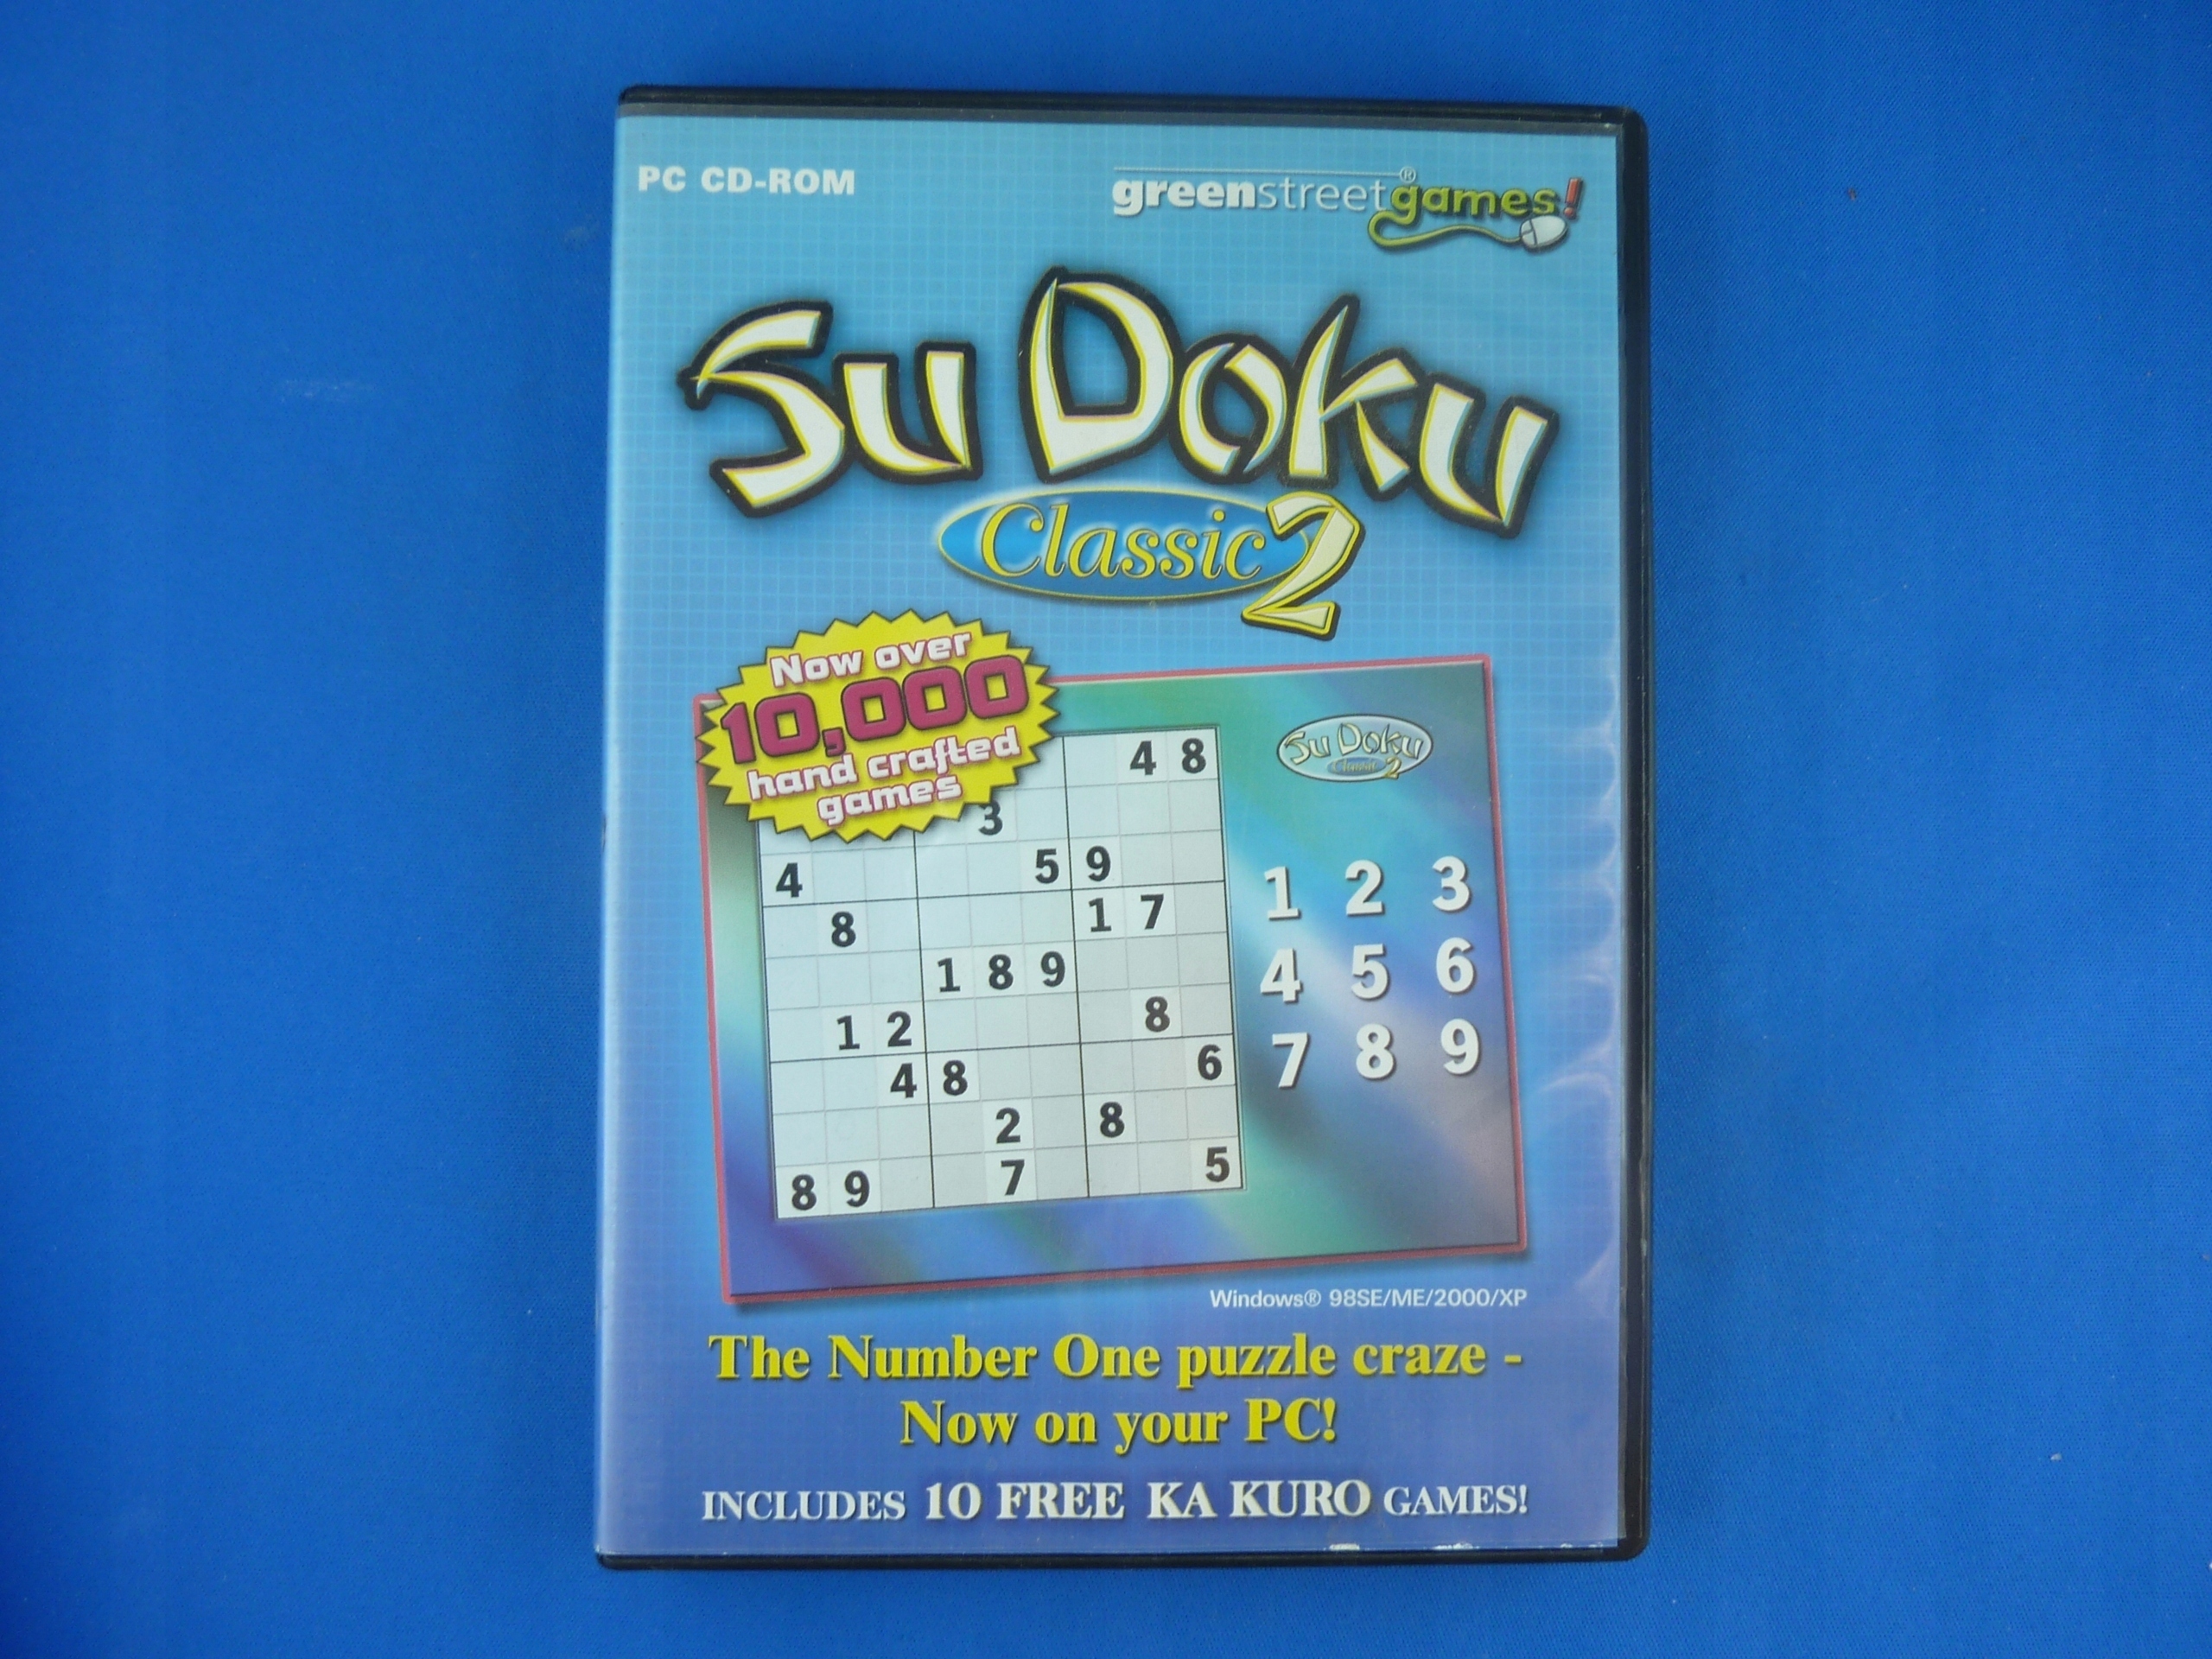 PC CD-ROM
greenstreetgames!®
Su Doku
Classic 2
Now over
10,000
hand crafted
games
Su Doku
Classic 2
4 8
3
4 5 9
8 1 7
1 8 9
1 2 8
4 8 6
2 8
8 9 7 5
1 2 3
4 5 6
7 8 9
Windows® 98SE/ME/2000/XP
The Number One puzzle craze -
Now on your PC!
INCLUDES 10 FREE KA KURO GAMES!